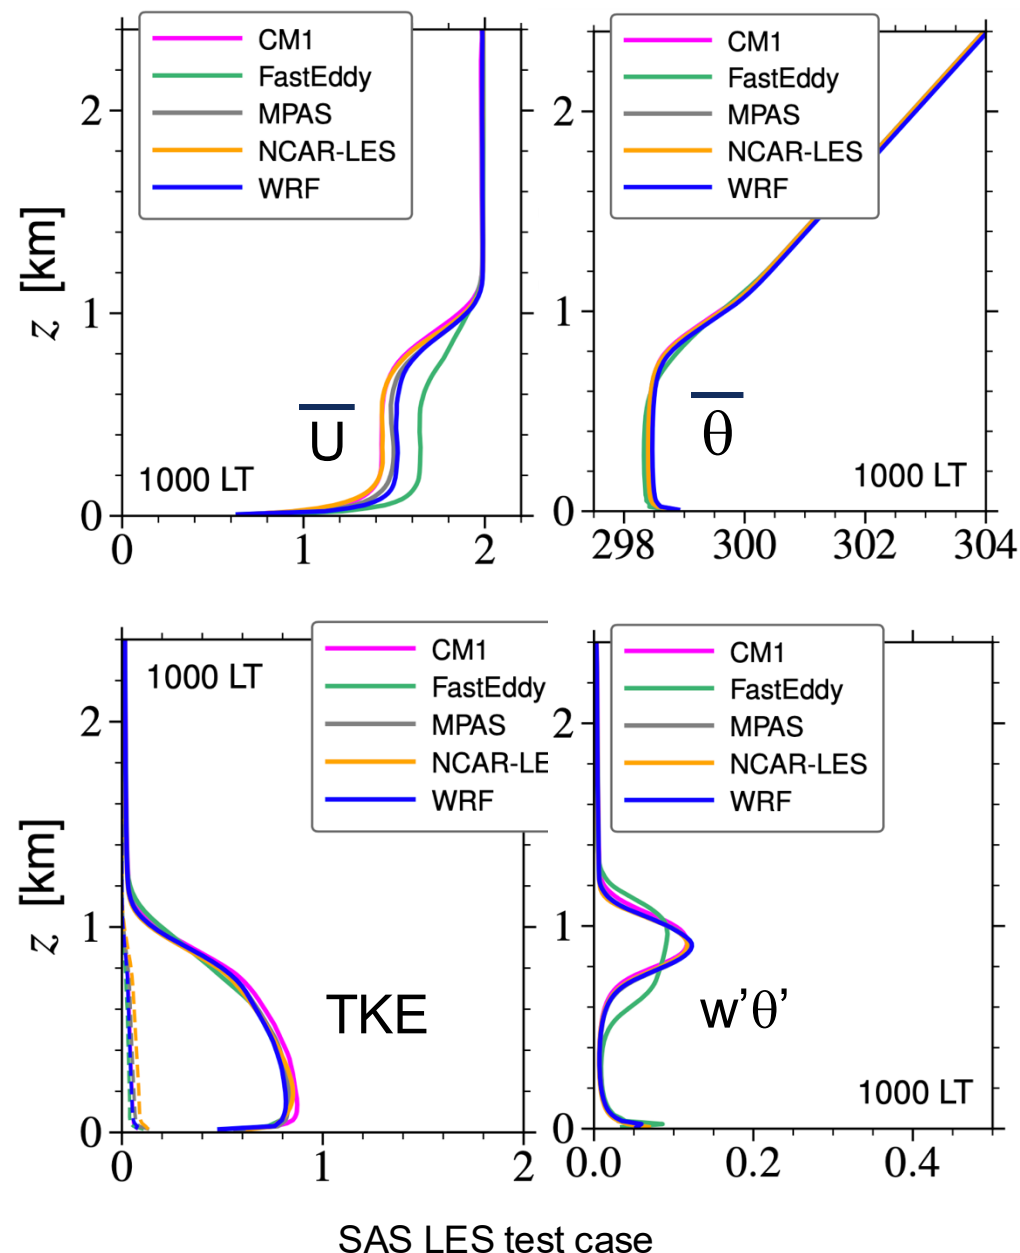 CM1
FastEddy
MPAS
NCAR-LES
WRF
2
1
0
z [km]
U
1000 LT
0 1 2
CM1
FastEddy
MPAS
NCAR-LES
WRF
2
1
0
θ
1000 LT
298 300 302 304
1000 LT
CM1
FastEddy
MPAS
NCAR-LE
WRF
2
1
0
z [km]
TKE
0 1 2
CM1
FastEddy
MPAS
NCAR-LES
WRF
2
1
0
w’θ’
1000 LT
0.0 0.2 0.4
SAS LES test case